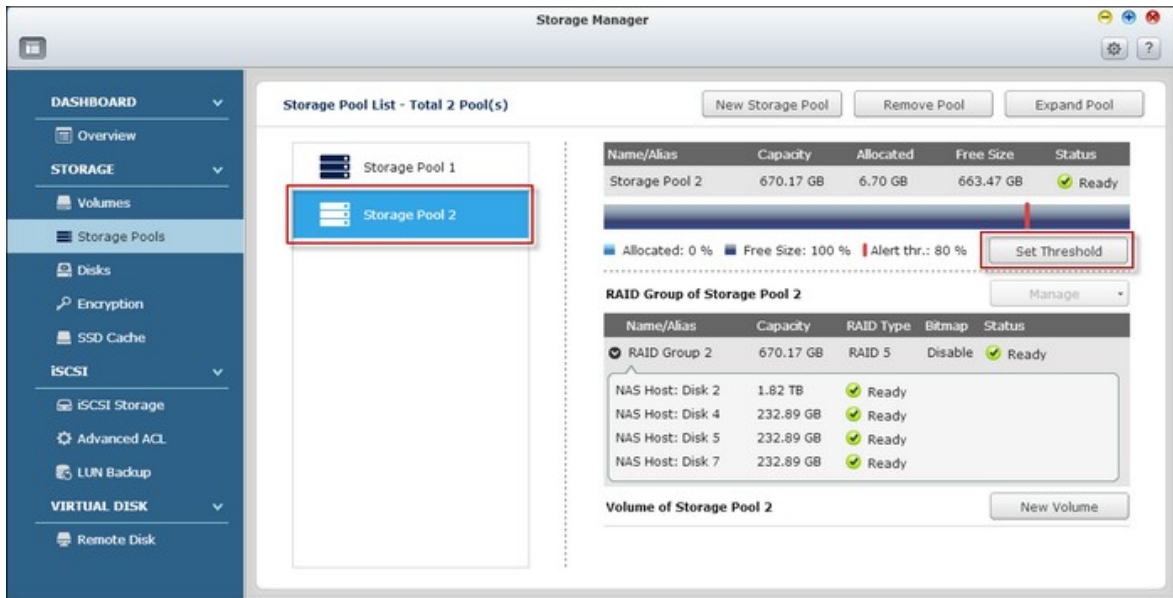 Storage Manager
?
DASHBOARD
Overview
STORAGE
Volumes
Storage Pools
Disks
Encryption
SSD Cache
iSCSI
iSCSI Storage
Advanced ACL
LUN Backup
VIRTUAL DISK
Remote Disk
Storage Pool List - Total 2 Pool(s)
New Storage Pool Remove Pool Expand Pool
Storage Pool 1
Storage Pool 2
Name/Alias Capacity Allocated Free Size Status
Storage Pool 2 670.17 GB 6.70 GB 663.47 GB Ready
Allocated: 0 % Free Size: 100 % Alert thr.: 80 % Set Threshold
RAID Group of Storage Pool 2 Manage
Name/Alias Capacity RAID Type Bitmap Status
RAID Group 2 670.17 GB RAID 5 Disable Ready
NAS Host: Disk 2 1.82 TB Ready
NAS Host: Disk 4 232.89 GB Ready
NAS Host: Disk 5 232.89 GB Ready
NAS Host: Disk 7 232.89 GB Ready
Volume of Storage Pool 2 New Volume